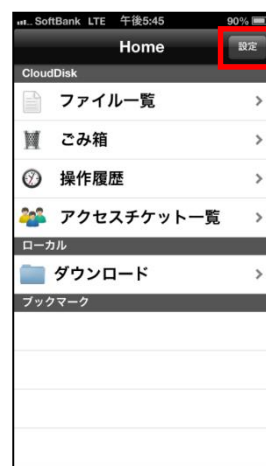 SoftBank LTE 午後5:45 90%
Home
設定
CloudDisk
ファイル一覧
ごみ箱
操作履歴
アクセスチケット一覧
ローカル
ダウンロード
ブックマーク